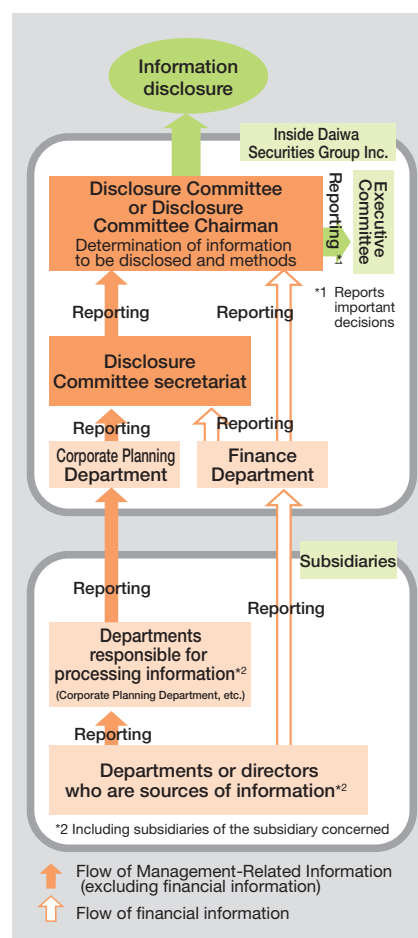 Information
disclosure
Inside Daiwa
Securities Group Inc.
Disclosure Committee
or Disclosure
Committee Chairman
Determination of information
to be disclosed and methods
Reporting
*1
Executive
Committee
*1 Reports
important
decisions
Reporting
Reporting
Disclosure
Committee secretariat
Reporting
Reporting
Corporate Planning
Department
Finance
Department
Subsidiaries
Reporting
Reporting
Departments
responsible for
processing information*2
(Corporate Planning Department, etc.)
Reporting
Departments or directors
who are sources of information*2
*2 Including subsidiaries of the subsidiary concerned
Flow of Management-Related Information
(excluding financial information)
Flow of financial information